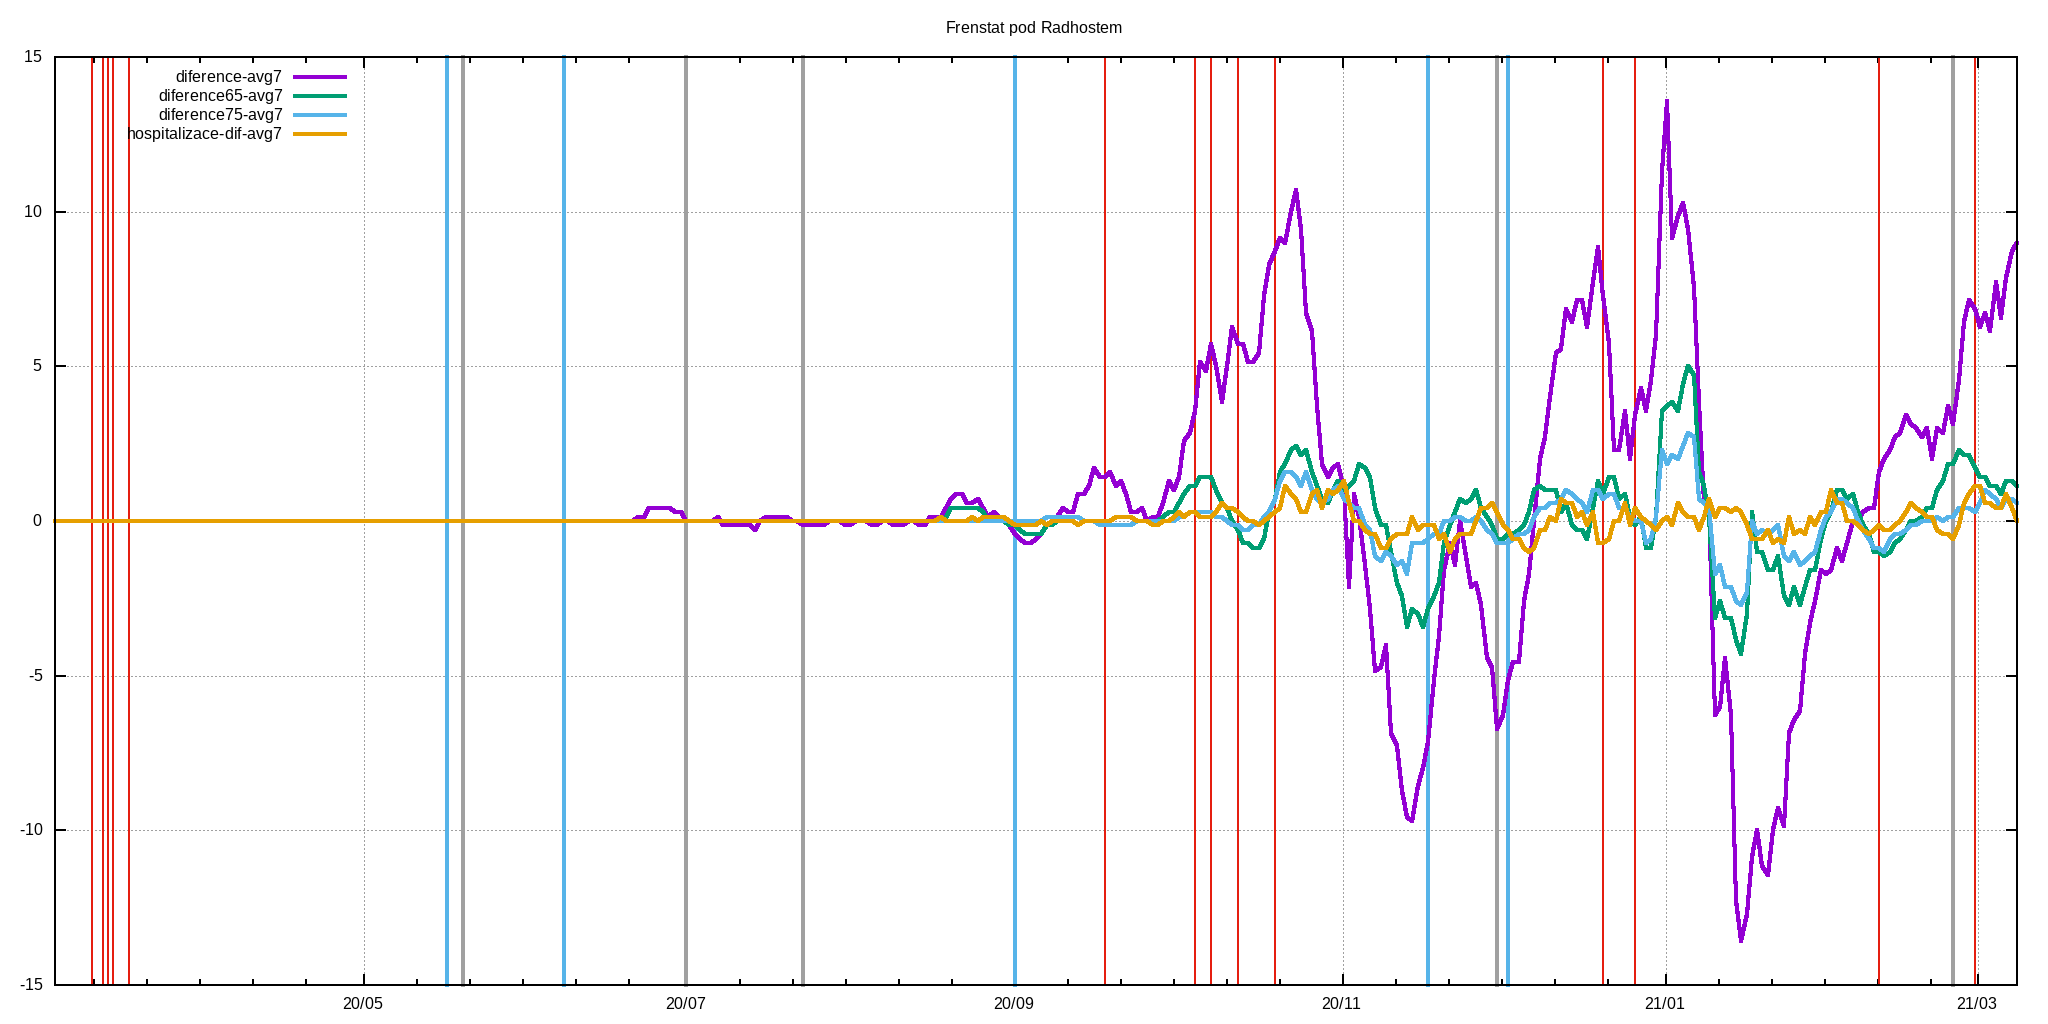 Frenstat pod Radhostem
15
10
5
0
-5
-10
-15
diference-avg7
diference65-avg7
diference75-avg7
hospitalizace-dif-avg7
20/05 20/07 20/09 20/11 21/01 21/03